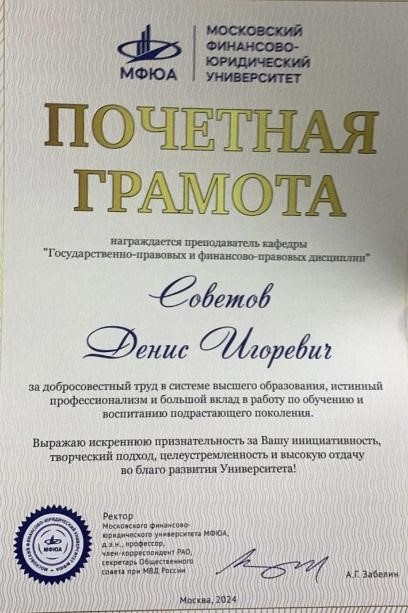 МФЮА
МОСКОВСКИЙ
ФИНАНСОВО-
ЮРИДИЧЕСКИЙ
УНИВЕРСИТЕТ
ПОЧЕТНАЯ
ГРАМОТА
награждается преподаватель кафедры
"Государственно-правовых и финансово-правовых дисциплин"
Советов
Денис Игоревич
за добросовестный труд в системе высшего образования, истинный
профессионализм и большой вклад в работу по обучению и
воспитанию подрастающего поколения.
Выражаю искреннюю признательность за Вашу инициативность,
творческий подход, целеустремленность и высокую отдачу
во благо развития Университета!
МФЮА
Ректор
Московского финансово-
юридического университета МФЮА,
д.э.н., профессор,
член-корреспондент РАО,
секретарь Общественного
совета при МВД России
А.Г. Забелин
Москва, 2024